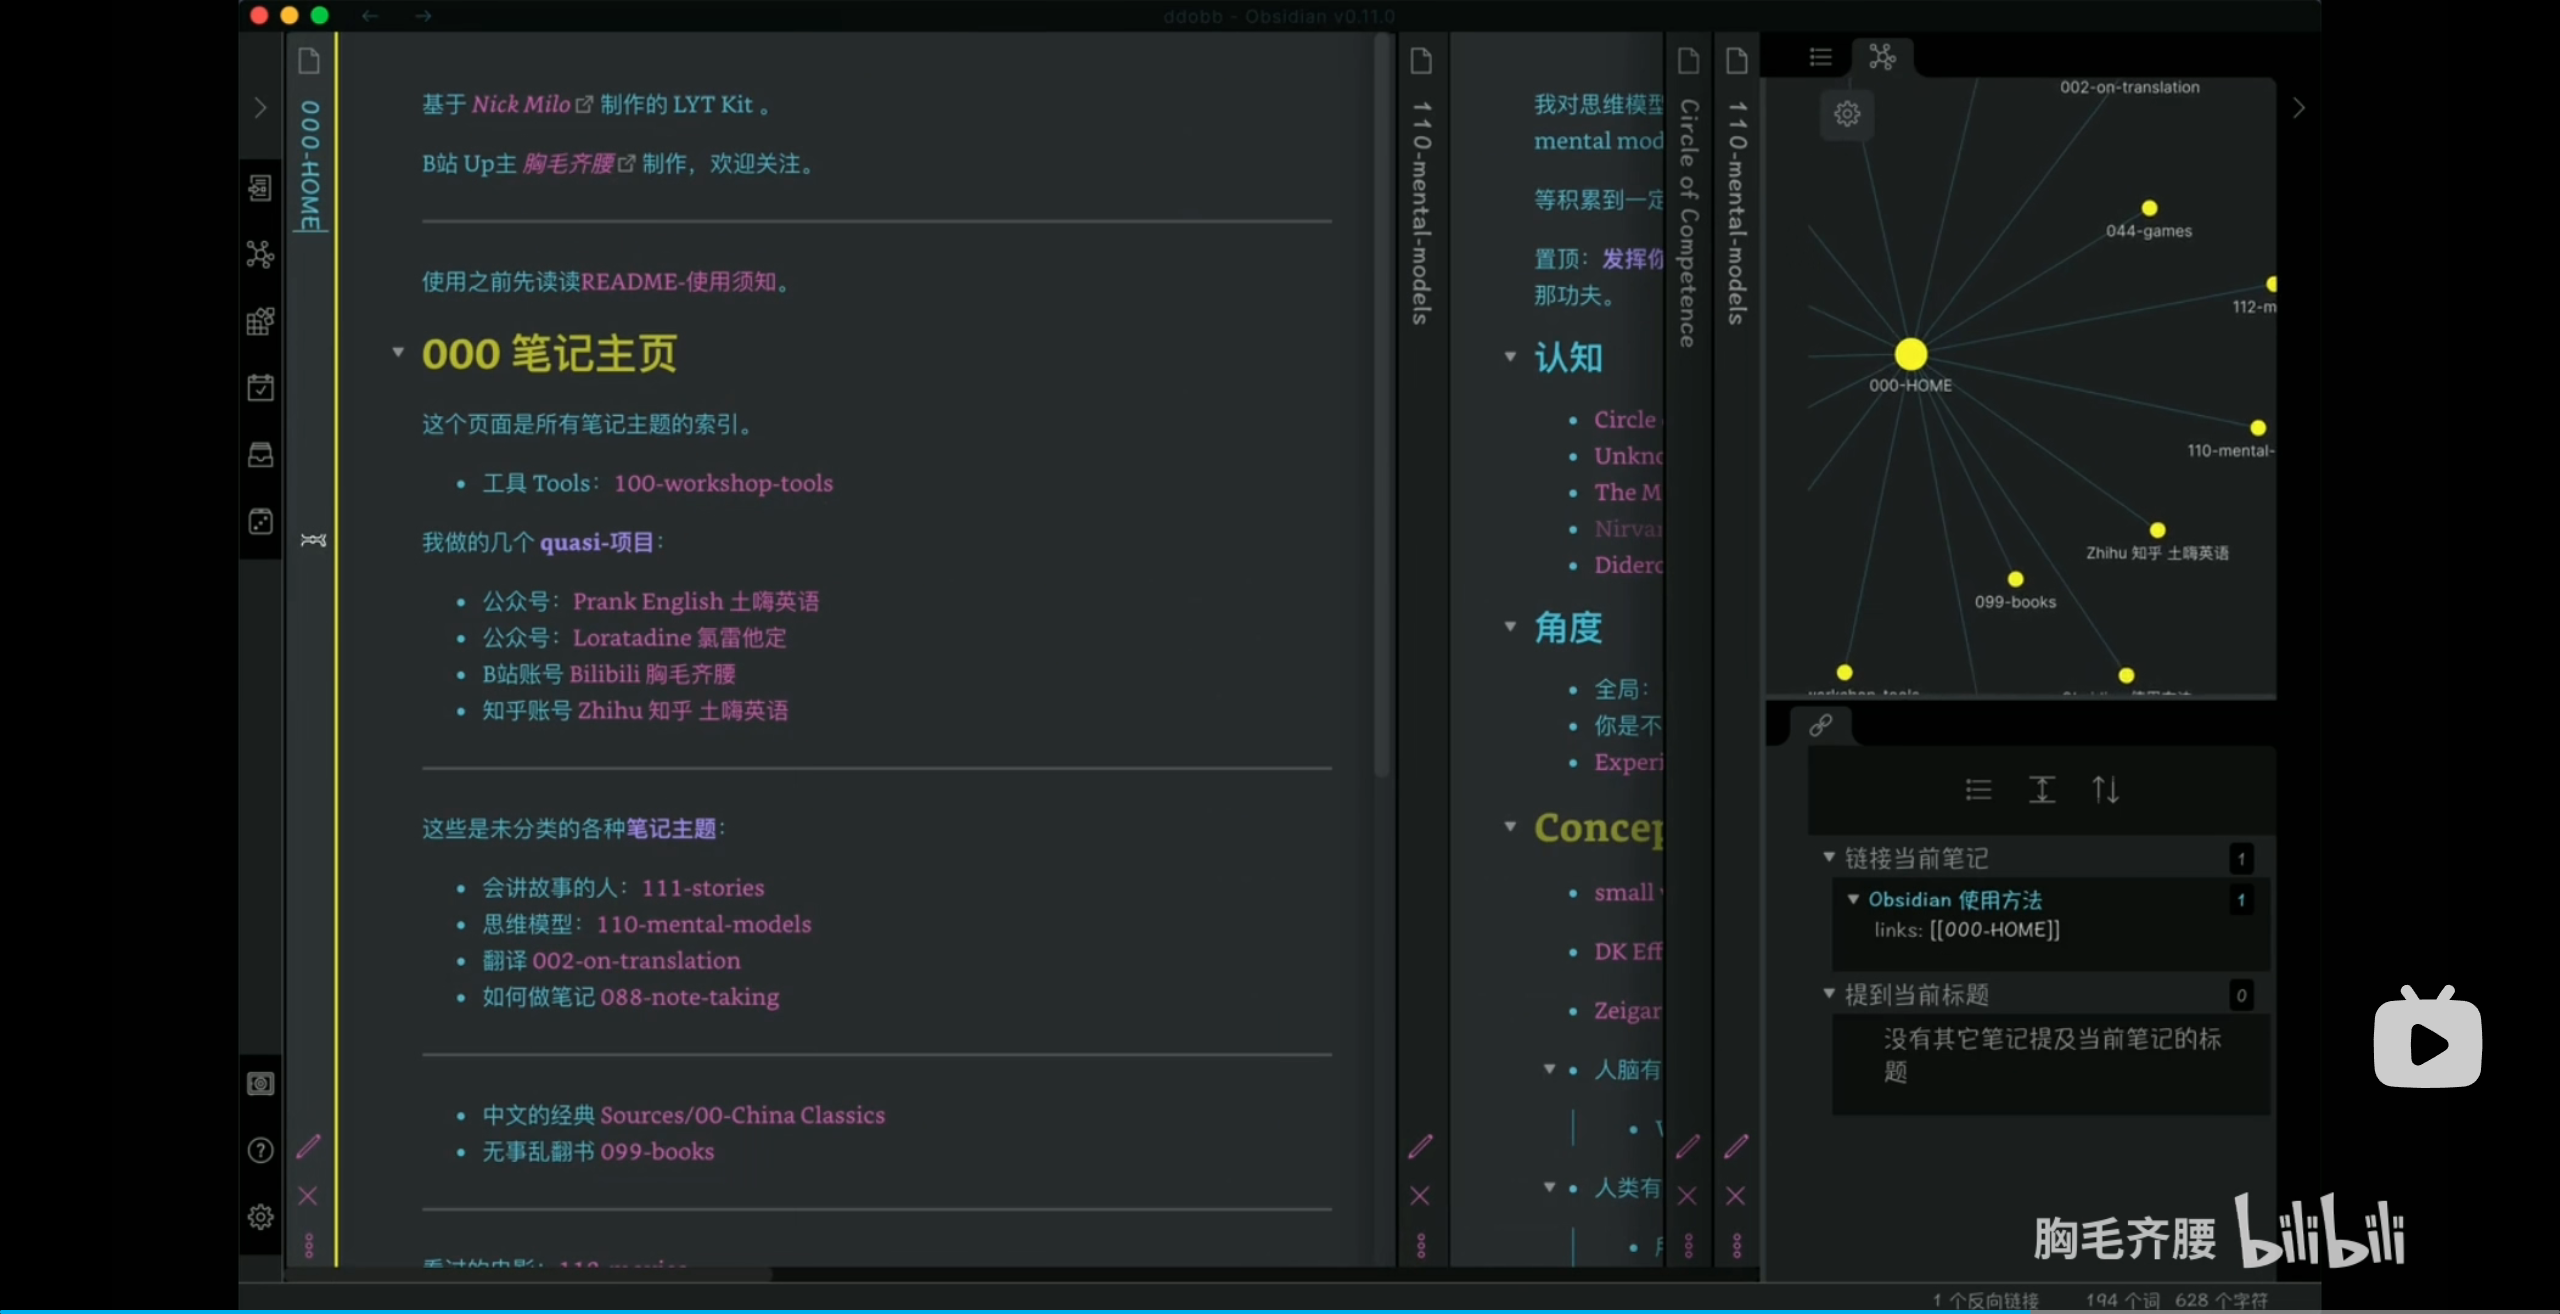 ddobb - Obsidian v0.11.0
000-HOME
基于 Nick Milo 制作的 LYT Kit 。
B站 Up主 胸毛齐腰 制作，欢迎关注。
使用之前先读读README-使用须知。
000 笔记主页
这个页面是所有笔记主题的索引。
工具 Tools：100-workshop-tools
我做的几个 quasi-项目：
公众号：Prank English 土嗨英语
公众号：Loratadine 氯雷他定
B站账号 Bilibili 胸毛齐腰
知乎账号 Zhihu 知乎 土嗨英语
这些是未分类的各种笔记主题：
会讲故事的人：111-stories
思维模型：110-mental-models
翻译 002-on-translation
如何做笔记 088-note-taking
中文的经典 Sources/00-China Classics
无事乱翻书 099-books
110-mental-models
我对思维模型
mental mod
等积累到一定
置顶：发挥你
那功夫。
认知
Circle
Unkno
The M
Nirvan
Didero
角度
全局：
你是不
Experi
Concep
small
DK Eff
Zeigar
人脑有
人类有
Circle of Competence
110-mental-models
002-on-translation
044-games
112-m
000-HOME
110-mental-
Zhihu 知乎 土嗨英语
099-books
链接当前笔记 1
Obsidian 使用方法 1
links: [[000-HOME]]
提到当前标题 0
没有其它笔记提及当前笔记的标
题
胸毛齐腰 bilibili
1 个反向链接 194 个词 628 个字符